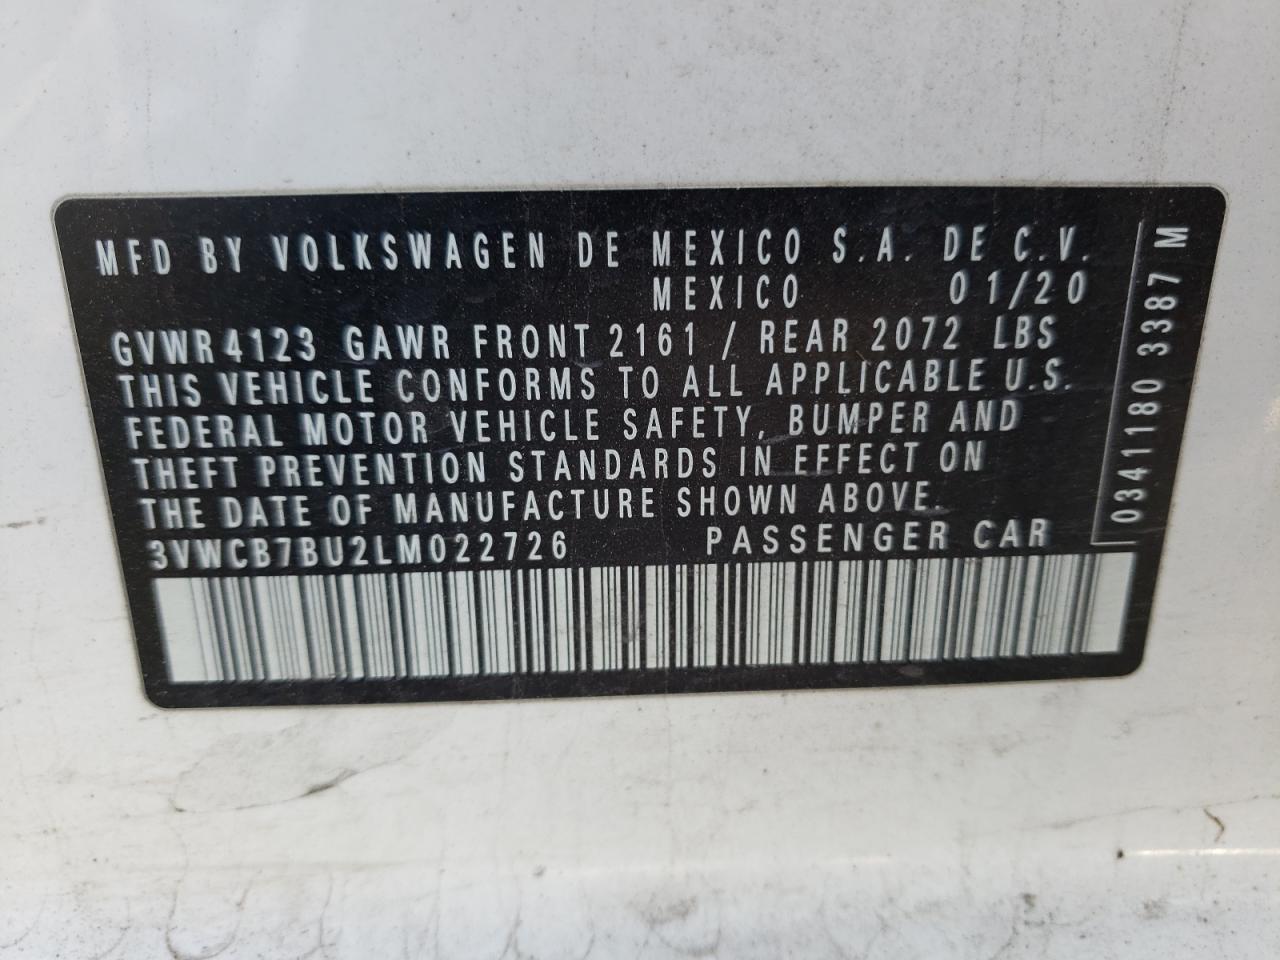 MFD BY VOLKSWAGEN DE MEXICO S.A. DE C.V.
MEXICO 01/20
GVWR4123 GAWR FRONT 2161 / REAR 2072 LBS
THIS VEHICLE CONFORMS TO ALL APPLICABLE U.S.
FEDERAL MOTOR VEHICLE SAFETY, BUMPER AND
THEFT PREVENTION STANDARDS IN EFFECT ON
THE DATE OF MANUFACTURE SHOWN ABOVE.
3VWCB7BU2LM022726 PASSENGER CAR
0341180 3387 M